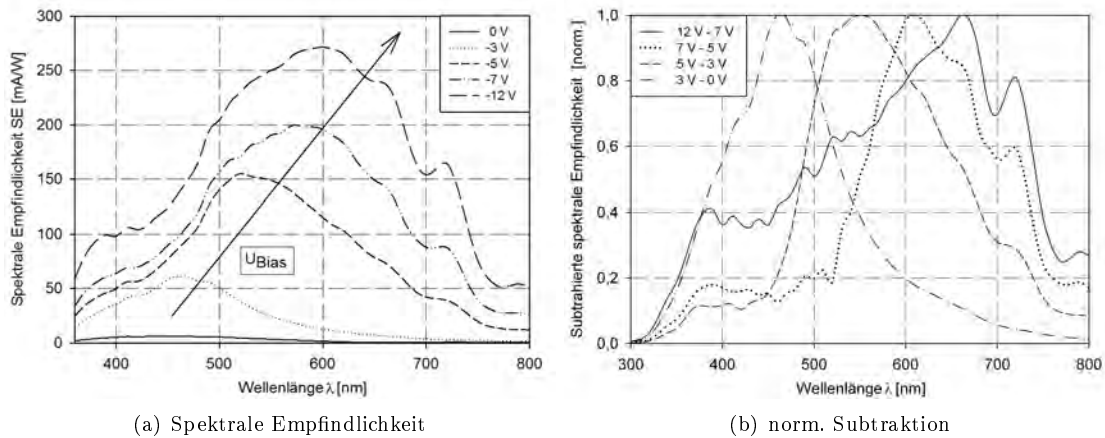 Spektrale Empfindlichkeit SE [mA/W]
300
250
200
150
100
50
0
400
500
600
700
800
Wellenlänge λ [nm]
0 V
-3 V
-5 V
-7 V
-12 V
UBias
(a) Spektrale Empfindlichkeit
Subtrahierte spektrale Empfindlichkeit [norm.]
1,0
0,8
0,6
0,4
0,2
0,0
300
400
500
600
700
800
Wellenlänge λ [nm]
12 V - 7 V
7 V - 5 V
5 V - 3 V
3 V - 0 V
(b) norm. Subtraktion